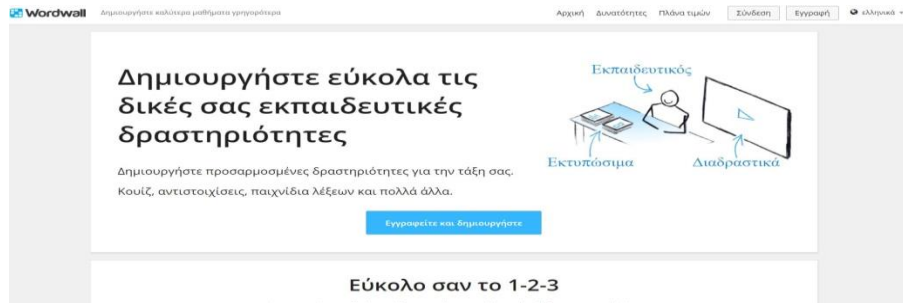 Wordwall Δημιουργήστε καλύτερα μαθήματα γρηγορότερα Αρχική Δυνατότητες Πλάνα τιμών Σύνδεση Εγγραφή ελληνικά
Δημιουργήστε εύκολα τις
δικές σας εκπαιδευτικές
δραστηριότητες
Δημιουργήστε προσαρμοσμένες δραστηριότητες για την τάξη σας.
Κουίζ, αντιστοιχίσεις, παιχνίδια λέξεων και πολλά άλλα.
Εγγραφείτε και δημιουργήστε
Εκπαιδευτικός
Εκτυπώσιμα Διαδραστικά
Εύκολο σαν το 1-2-3